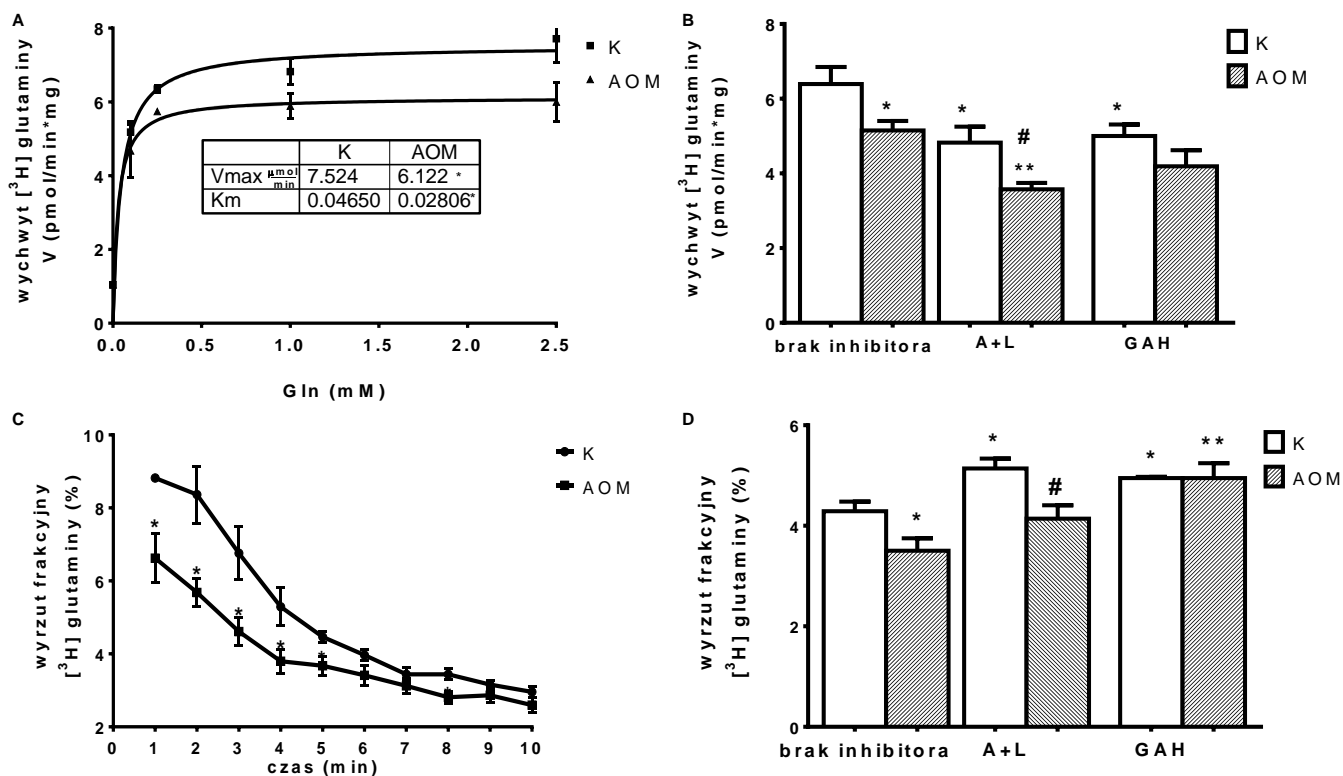 A
wychwyt [³H] glutaminy
V (pmol/min*mg)
8
6
4
2
0
0.0 0.5 1.0 1.5 2.0 2.5
Gln (mM)
K
AOM
K AOM
Vmax μmol/min 7.524 6.122 *
Km 0.04650 0.02806*
B
wychwyt [³H] glutaminy
V (pmol/min*mg)
8
6
4
2
0
* * # ** *
brak inhibitora A+L GAH
K
AOM
C
wyrzut frakcyjny
[³H] glutaminy (%)
10
8
6
4
2
* * * * * *
0 1 2 3 4 5 6 7 8 9 10
czas (min)
K
AOM
D
wyrzut frakcyjny
[³H] glutaminy (%)
6
4
2
0
* * # * **
brak inhibitora A+L GAH
K
AOM